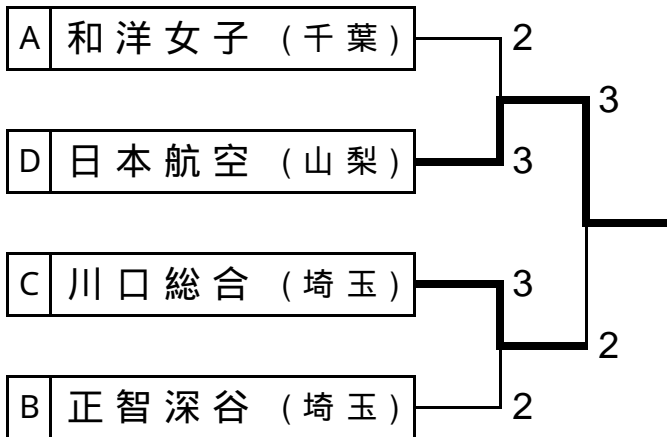 A 和洋女子 (千葉) 2
3
D 日本航空 (山梨) 3
C 川口総合 (埼玉) 3
2
B 正智深谷 (埼玉) 2